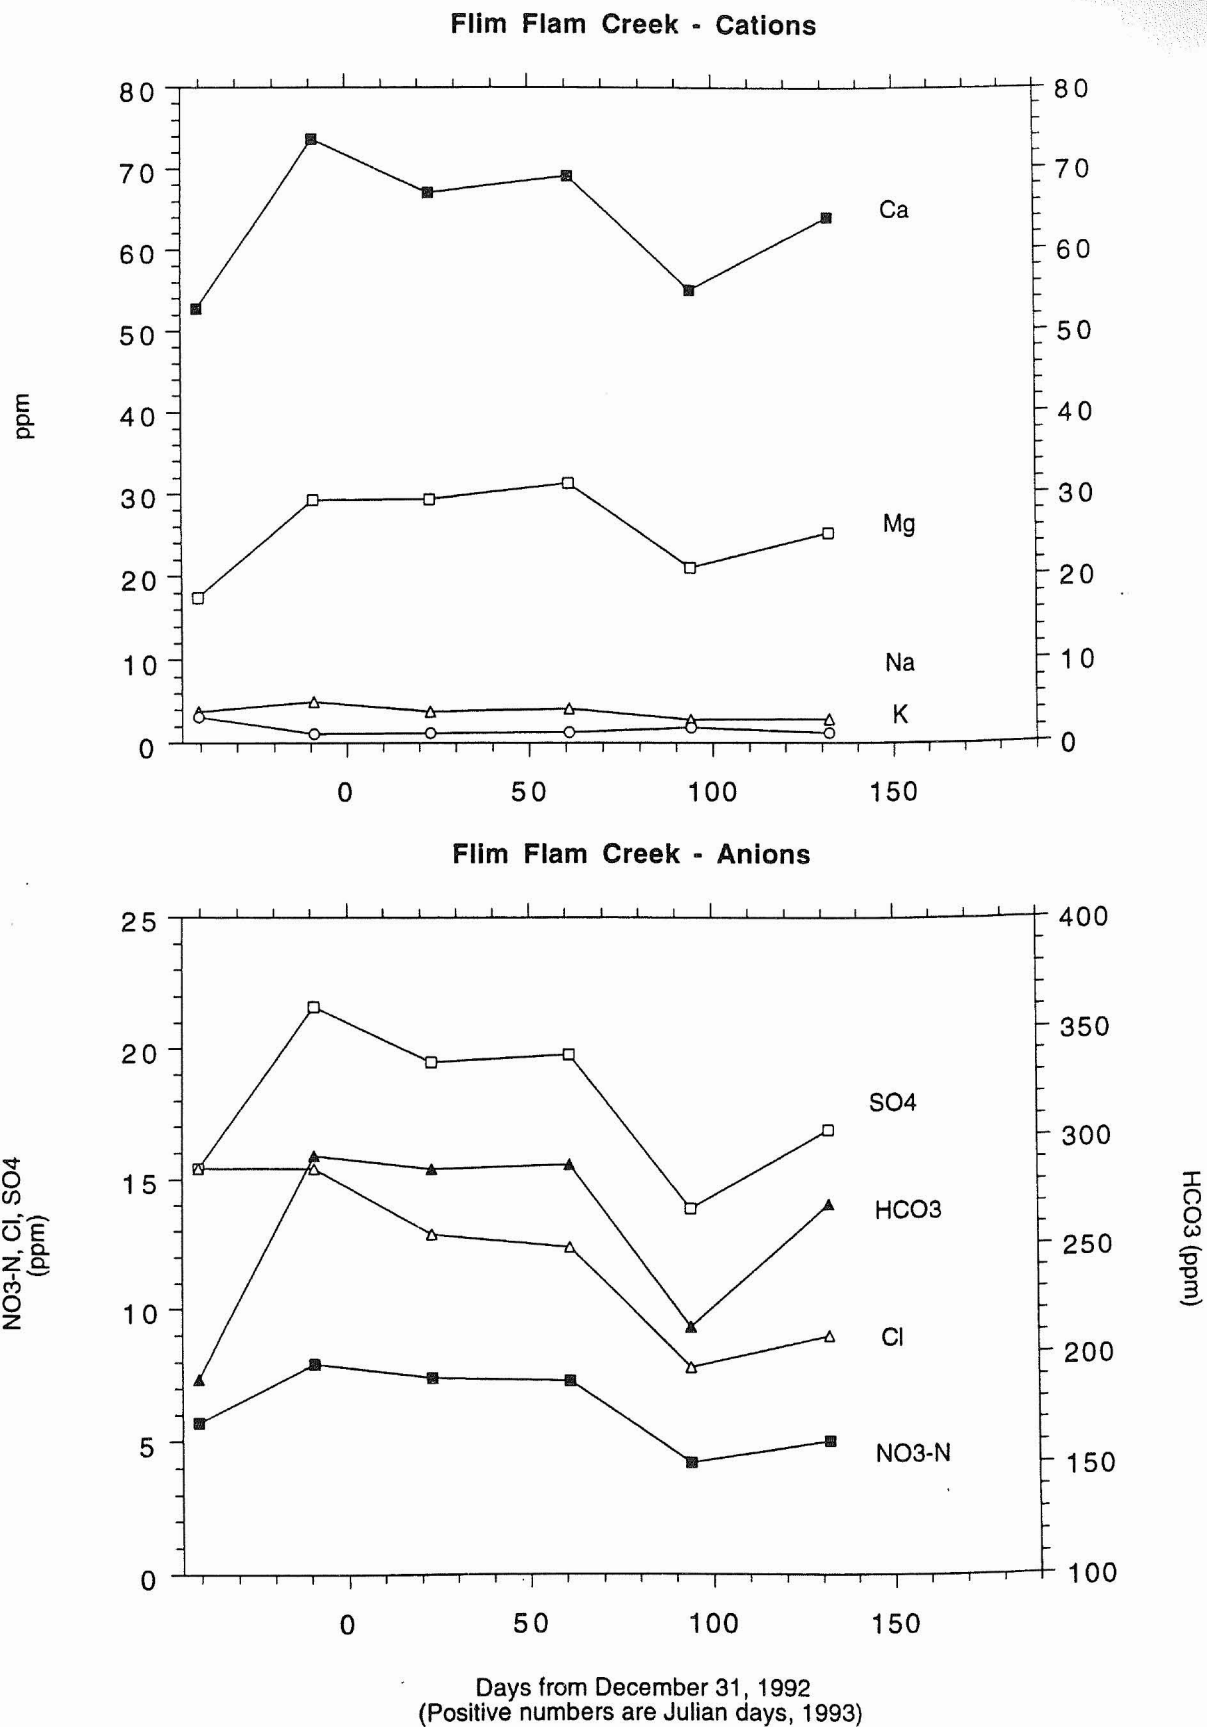 Flim Flam Creek - Cations
80
70
60
50
40
30
20
10
0
ppm
80
70
60
50
40
30
20
10
0
Ca
Mg
Na
K
0 50 100 150
Flim Flam Creek - Anions
25
20
15
10
5
0
NO3-N, Cl, SO4
(ppm)
400
350
300
250
200
150
100
HCO3 (ppm)
SO4
HCO3
Cl
NO3-N
0 50 100 150
Days from December 31, 1992
(Positive numbers are Julian days, 1993)